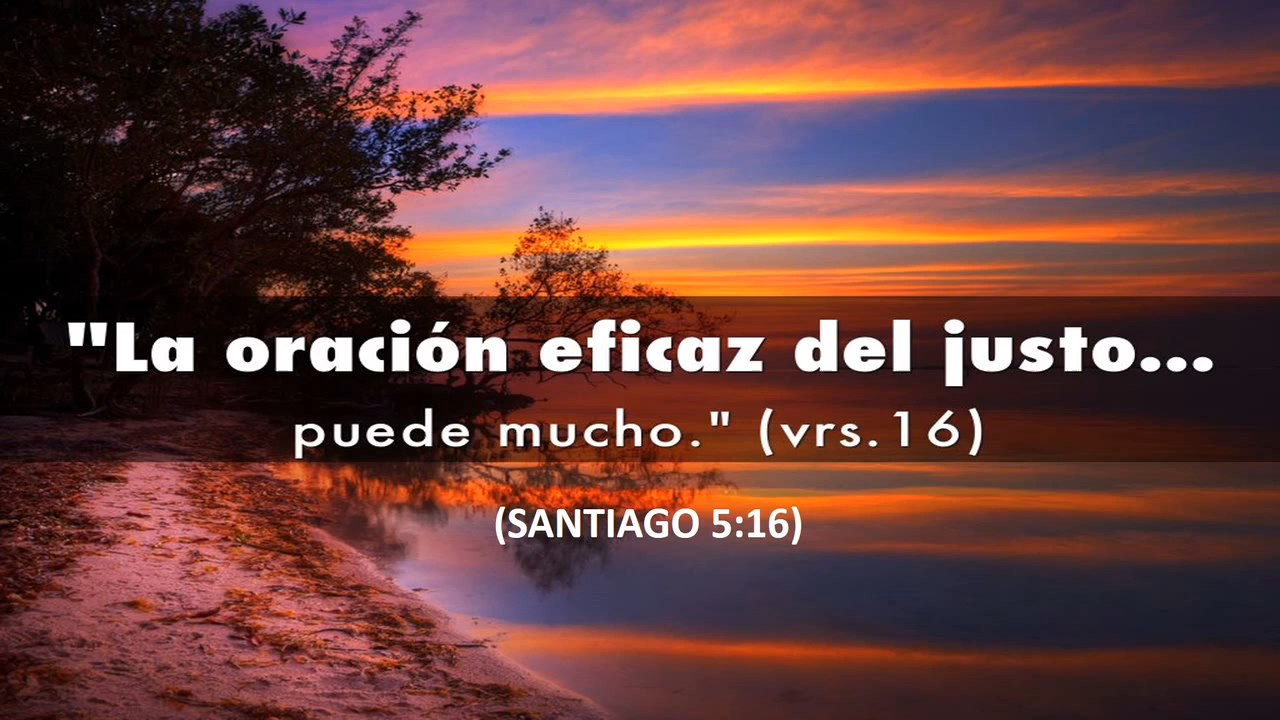 "La oración eficaz del justo...
puede mucho." (vrs.16)
(SANTIAGO 5:16)